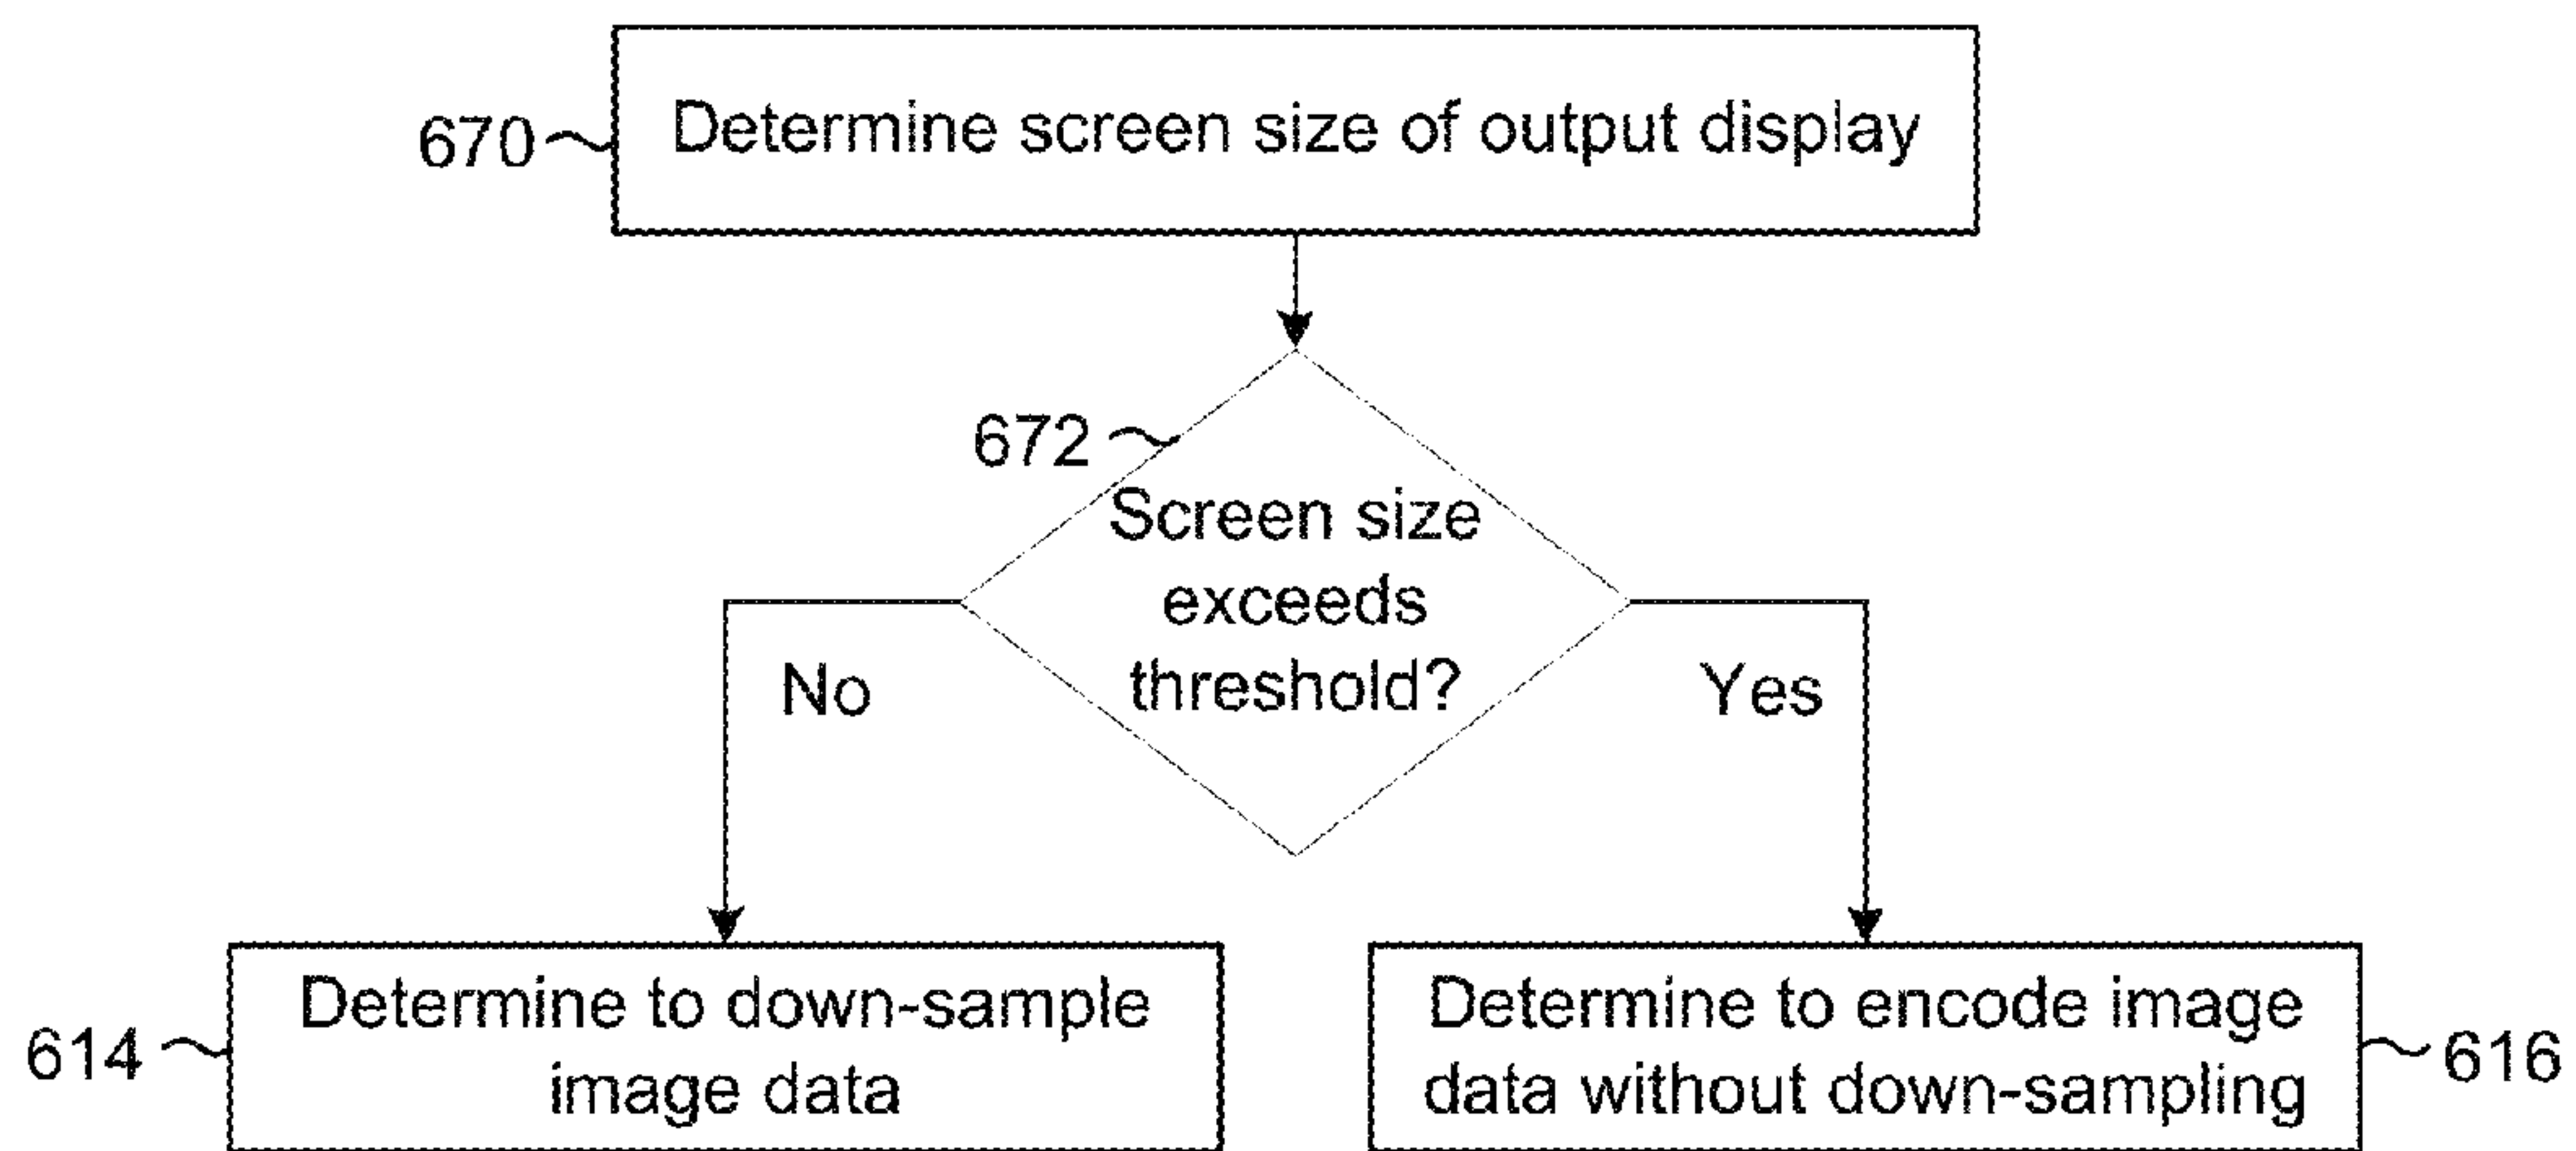 670
Determine screen size of output display
672
Screen size
exceeds
threshold?
No
Yes
614
Determine to down-sample
image data
Determine to encode image
data without down-sampling
616